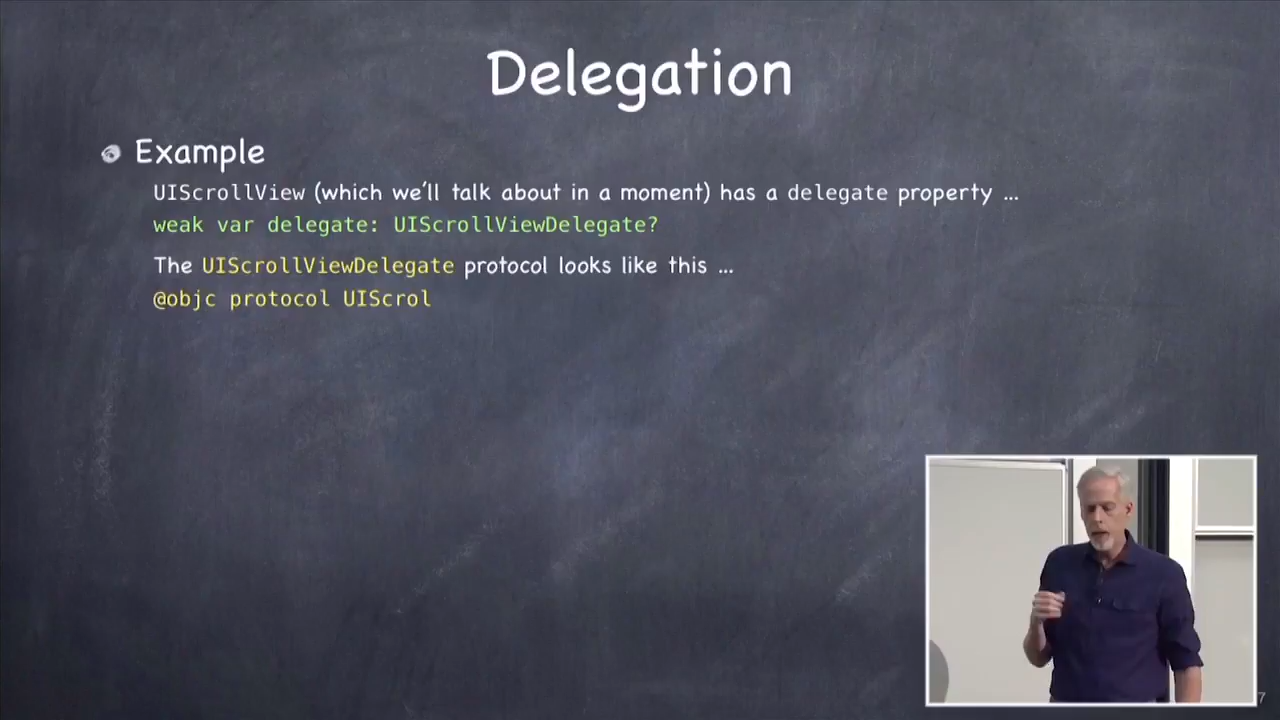 Delegation
Example
UIScrollView (which we'll talk about in a moment) has a delegate property ...
weak var delegate: UIScrollViewDelegate?
The UIScrollViewDelegate protocol looks like this ...
@objc protocol UIScrol
7